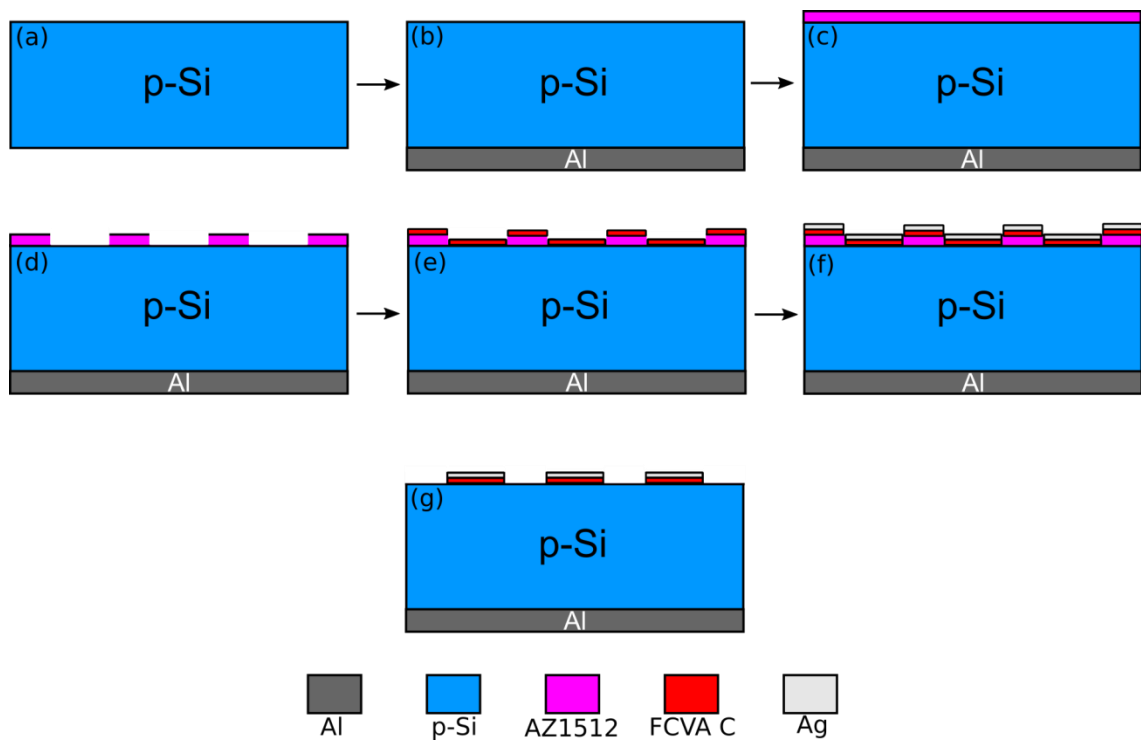 (a)
p-Si
(b)
p-Si
Al
(c)
p-Si
Al
(d)
p-Si
Al
(e)
p-Si
Al
(f)
p-Si
Al
(g)
p-Si
Al
Al
p-Si
AZ1512
FCVA C
Ag